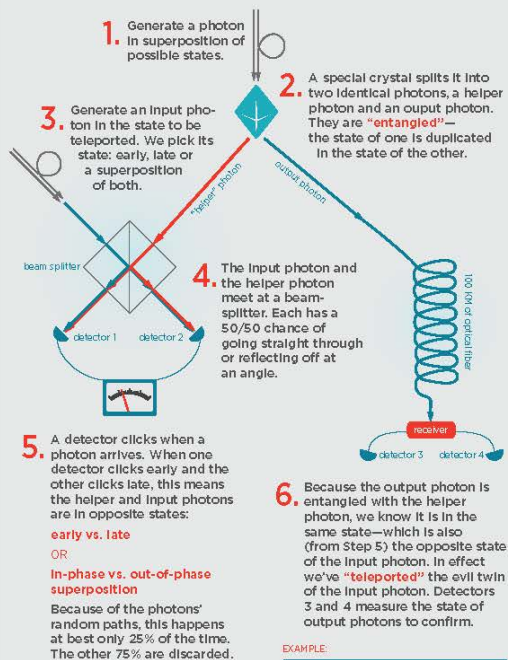 1. Generate a photon
in superposition of
possible states.
2. A special crystal splits it into
two identical photons, a helper
photon and an ouput photon.
They are "entangled"—
the state of one is duplicated
in the state of the other.
3. Generate an input pho-
ton in the state to be
teleported. We pick its
state: early, late or
a superposition
of both.
"helper" photon
output photon
beam splitter
4. The input photon and
the helper photon
meet at a beam-
splitter. Each has a
50/50 chance of
going straight through
or reflecting off at
an angle.
detector 1
detector 2
100 KM of optical fiber
receiver
detector 3
detector 4
5. A detector clicks when a
photon arrives. When one
detector clicks early and the
other clicks late, this means
the helper and input photons
are in opposite states:
early vs. late
OR
in-phase vs. out-of-phase
superposition
Because of the photons'
random paths, this happens
at best only 25% of the time.
The other 75% are discarded.
6. Because the output photon is
entangled with the helper
photon, we know it is in the
same state—which is also
(from Step 5) the opposite state
of the input photon. In effect
we've "teleported" the evil twin
of the input photon. Detectors
3 and 4 measure the state of
output photons to confirm.
EXAMPLE: